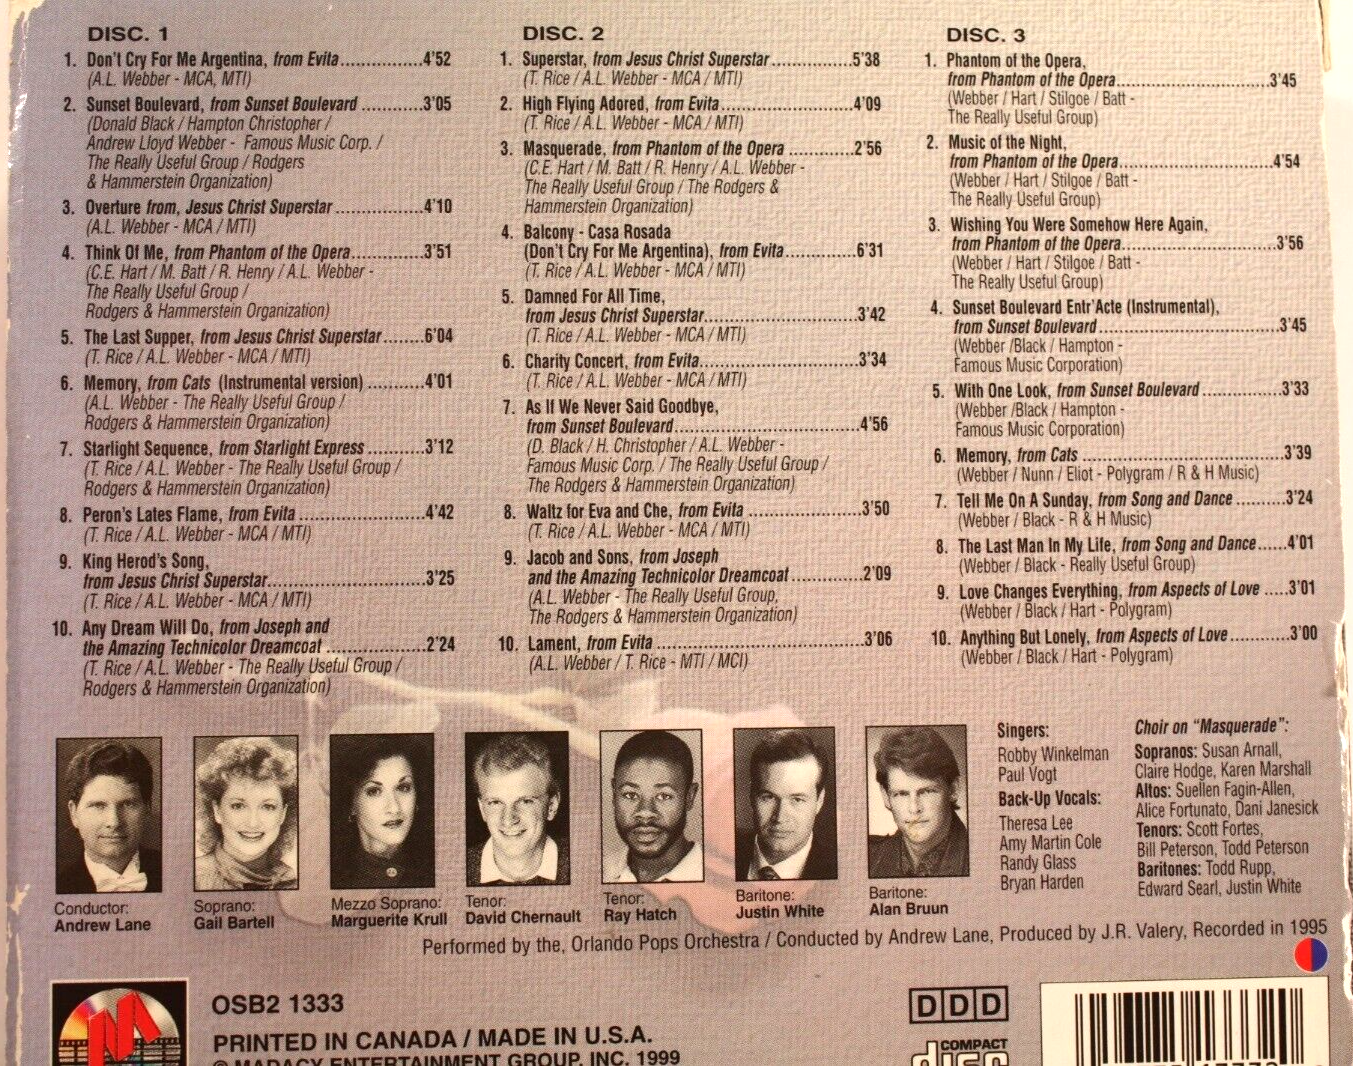 DISC. 1
1. Don't Cry For Me Argentina, from Evita....................4'52
(A.L. Webber - MCA, MTI)
2. Sunset Boulevard, from Sunset Boulevard ...............3'05
(Donald Black / Hampton Christopher /
Andrew Lloyd Webber - Famous Music Corp. /
The Really Useful Group / Rodgers
& Hammerstein Organization)
3. Overture from, Jesus Christ Superstar ......................4'10
(A.L. Webber - MCA / MTI)
4. Think Of Me, from Phantom of the Opera..................3'51
(C.E. Hart / M. Batt / R. Henry / A.L. Webber -
The Really Useful Group /
Rodgers & Hammerstein Organization)
5. The Last Supper, from Jesus Christ Superstar..........6'04
(T. Rice / A.L. Webber - MCA / MTI)
6. Memory, from Cats (Instrumental version) ..............4'01
(A.L. Webber - The Really Useful Group /
Rodgers & Hammerstein Organization)
7. Starlight Sequence, from Starlight Express ..............3'12
(T. Rice / A.L. Webber - The Really Useful Group /
Rodgers & Hammerstein Organization)
8. Peron's Lates Flame, from Evita ...............................4'42
(T. Rice / A.L. Webber - MCA / MTI)
9. King Herod's Song,
from Jesus Christ Superstar.......................................3'25
(T. Rice / A.L. Webber - MCA / MTI)
10. Any Dream Will Do, from Joseph and
the Amazing Technicolor Dreamcoat ........................2'24
(T. Rice / A.L. Webber - The Really Useful Group /
Rodgers & Hammerstein Organization)
DISC. 2
1. Superstar, from Jesus Christ Superstar ....................5'38
(T. Rice / A.L. Webber - MCA / MTI)
2. High Flying Adored, from Evita.................................4'09
(T. Rice / A.L. Webber - MCA / MTI)
3. Masquerade, from Phantom of the Opera ................2'56
(C.E. Hart / M. Batt / R. Henry / A.L. Webber -
The Really Useful Group / The Rodgers &
Hammerstein Organization)
4. Balcony - Casa Rosada
(Don't Cry For Me Argentina), from Evita..................6'31
(T. Rice / A.L. Webber - MCA / MTI)
5. Damned For All Time,
from Jesus Christ Superstar......................................3'42
(T. Rice / A.L. Webber - MCA / MTI)
6. Charity Concert, from Evita.......................................3'34
(T. Rice / A.L. Webber - MCA / MTI)
7. As If We Never Said Goodbye,
from Sunset Boulevard..............................................4'56
(D. Black / H. Christopher / A.L. Webber -
Famous Music Corp. / The Really Useful Group /
The Rodgers & Hammerstein Organization)
8. Waltz for Eva and Che, from Evita ............................3'50
(T. Rice / A.L. Webber - MCA / MTI)
9. Jacob and Sons, from Joseph
and the Amazing Technicolor Dreamcoat ..................2'09
(A.L. Webber - The Really Useful Group,
The Rodgers & Hammerstein Organization)
10. Lament, from Evita ....................................................3'06
(A.L. Webber / T. Rice - MTI / MCI)
DISC. 3
1. Phantom of the Opera,
from Phantom of the Opera......................................3'45
(Webber / Hart / Stilgoe / Batt -
The Really Useful Group)
2. Music of the Night,
from Phantom of the Opera......................................4'54
(Webber / Hart / Stilgoe / Batt -
The Really Useful Group)
3. Wishing You Were Somehow Here Again,
from Phantom of the Opera......................................3'56
(Webber / Hart / Stilgoe / Batt -
The Really Useful Group)
4. Sunset Boulevard Entr'Acte (Instrumental),
from Sunset Boulevard.............................................3'45
(Webber /Black / Hampton -
Famous Music Corporation)
5. With One Look, from Sunset Boulevard ....................3'33
(Webber /Black / Hampton -
Famous Music Corporation)
6. Memory, from Cats ..................................................3'39
(Webber / Nunn / Eliot - Polygram / R & H Music)
7. Tell Me On A Sunday, from Song and Dance ............3'24
(Webber / Black - R & H Music)
8. The Last Man In My Life, from Song and Dance......4'01
(Webber / Black - Really Useful Group)
9. Love Changes Everything, from Aspects of Love .....3'01
(Webber / Black / Hart - Polygram)
10. Anything But Lonely, from Aspects of Love .............3'00
(Webber / Black / Hart - Polygram)
Conductor:
Andrew Lane
Soprano:
Gail Bartell
Mezzo Soprano:
Marguerite Krull
Tenor:
David Chernault
Tenor:
Ray Hatch
Baritone:
Justin White
Baritone:
Alan Bruun
Singers:
Robby Winkelman
Paul Vogt
Back-Up Vocals:
Theresa Lee
Amy Martin Cole
Randy Glass
Bryan Harden
Choir on "Masquerade":
Sopranos: Susan Arnall,
Claire Hodge, Karen Marshall
Altos: Suellen Fagin-Allen,
Alice Fortunato, Dani Janesick
Tenors: Scott Fortes,
Bill Peterson, Todd Peterson
Baritones: Todd Rupp,
Edward Searl, Justin White
Performed by the, Orlando Pops Orchestra / Conducted by Andrew Lane, Produced by J.R. Valery, Recorded in 1995
M
OSB2 1333
PRINTED IN CANADA / MADE IN U.S.A.
© MADACY ENTERTAINMENT GROUP, INC. 1999
DDD
COMPACT
disc